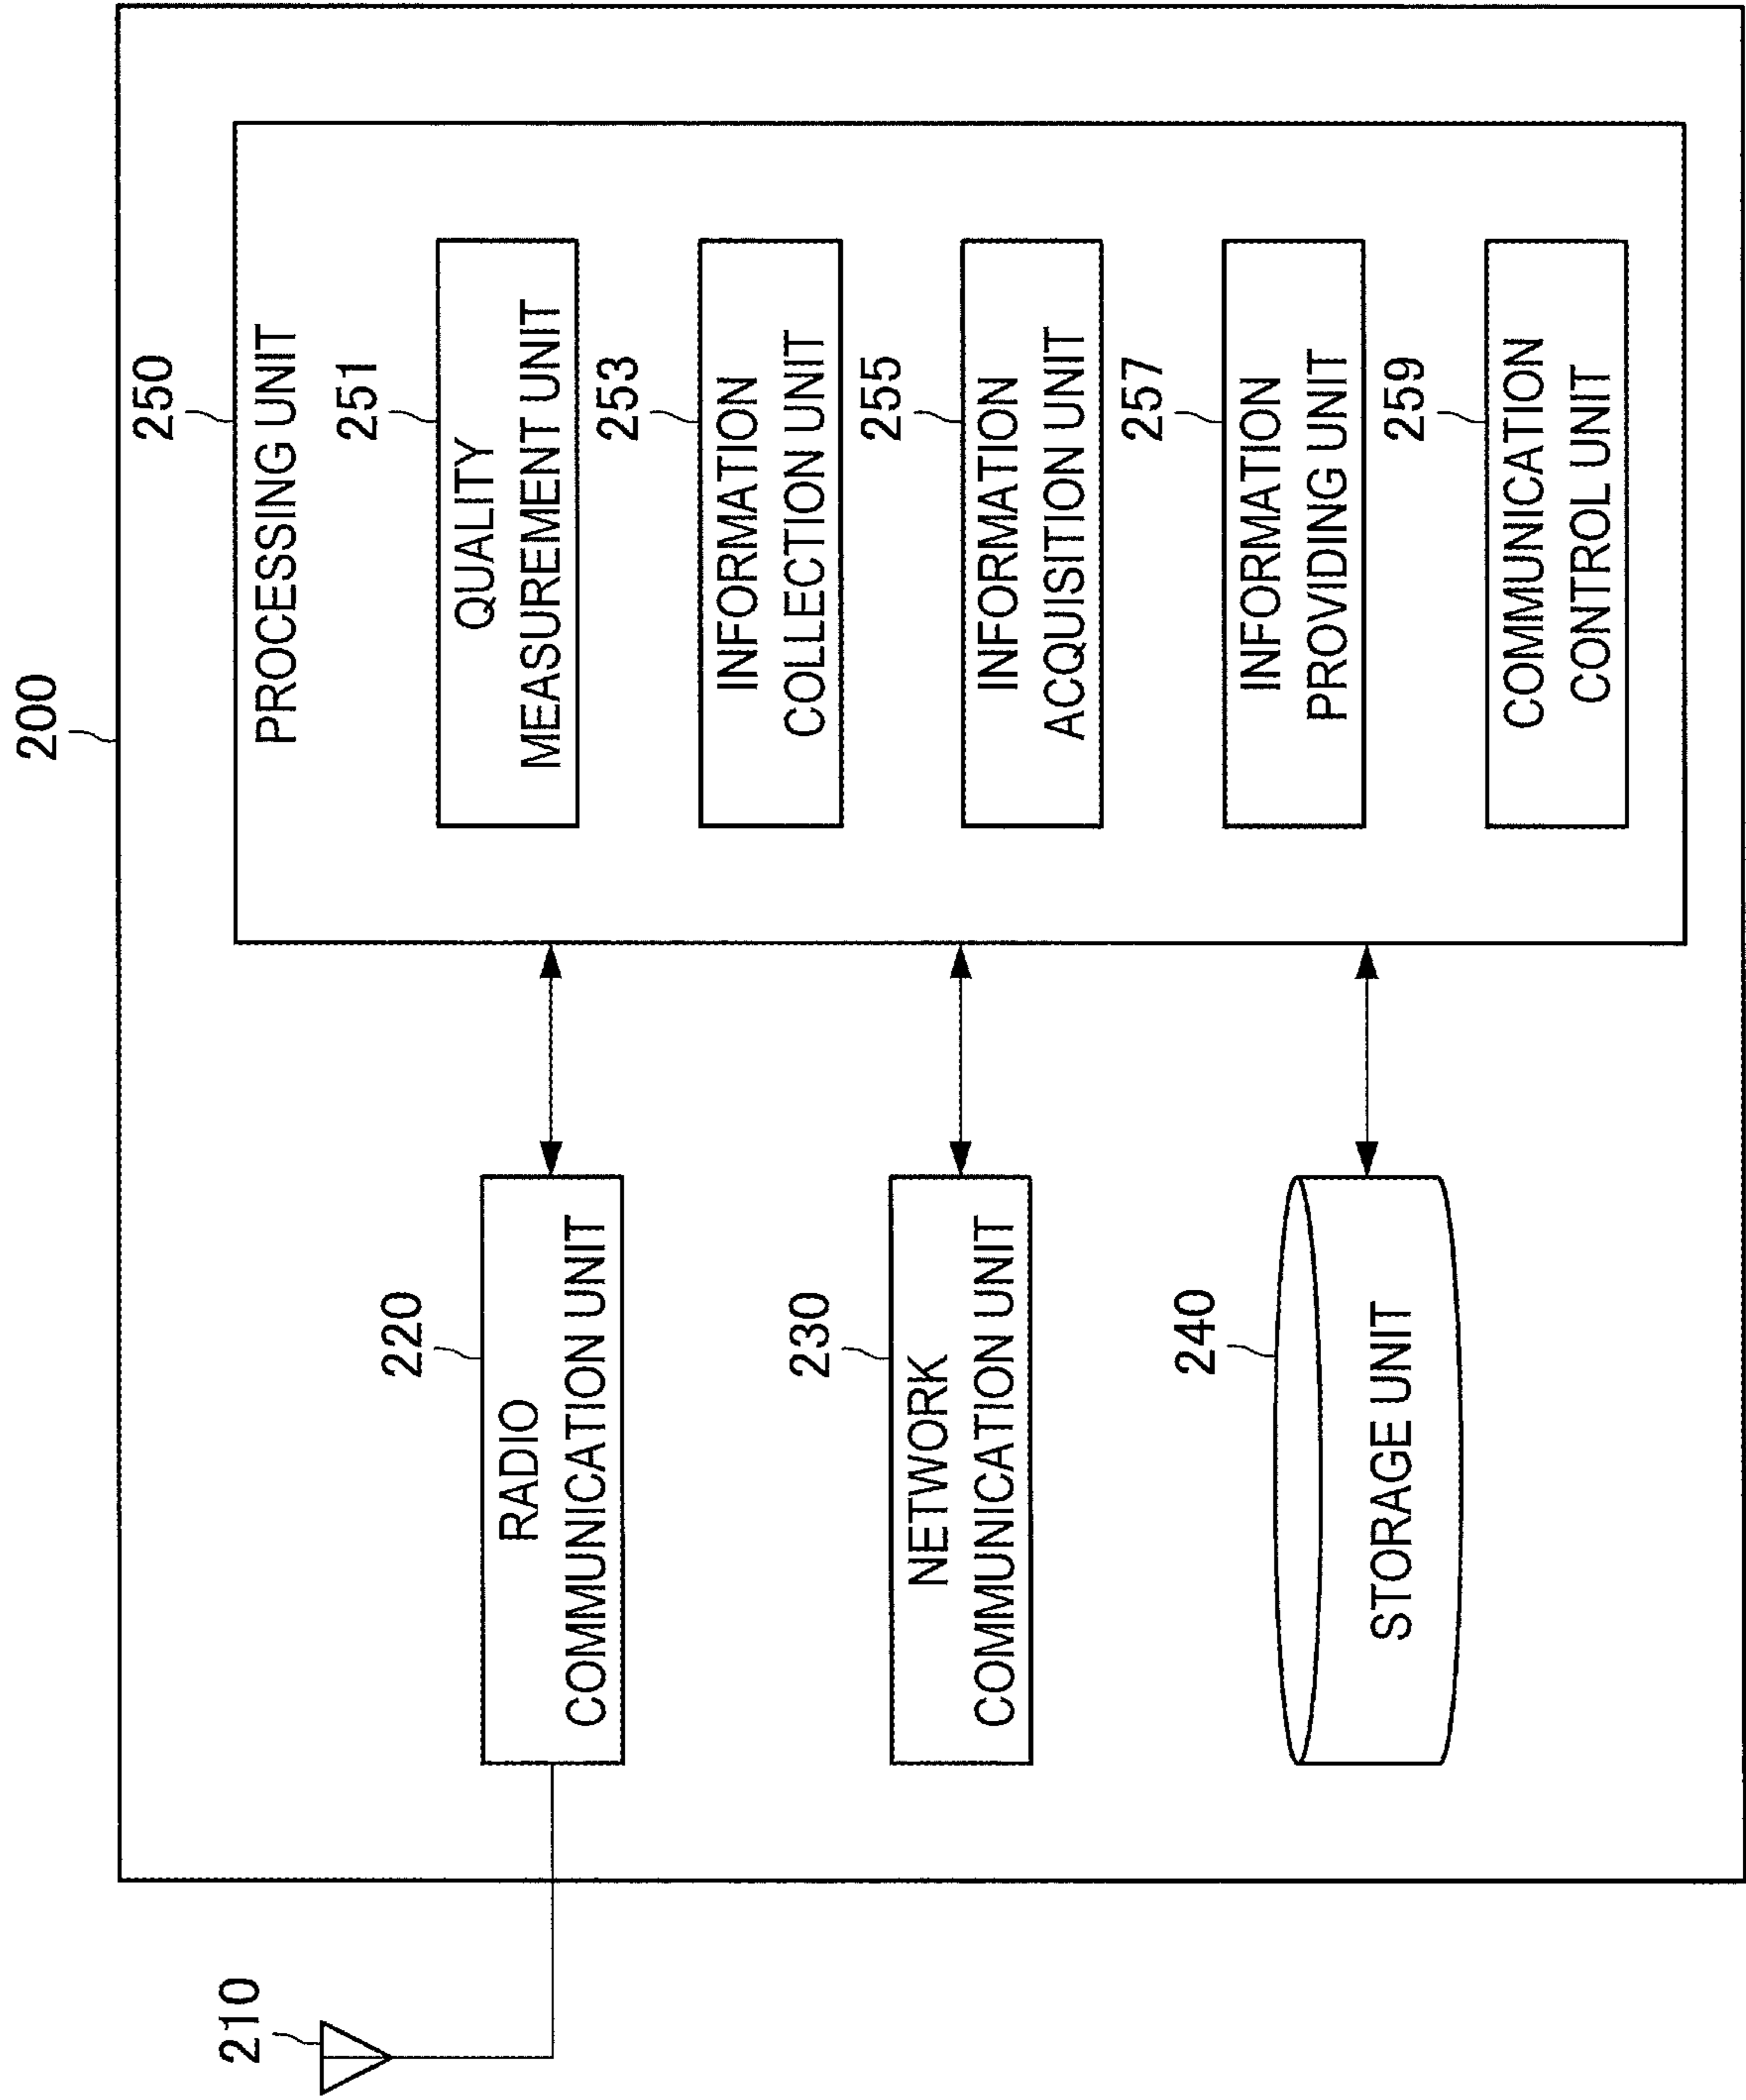 200
210
220
RADIO
COMMUNICATION UNIT
230
NETWORK
COMMUNICATION UNIT
240
STORAGE UNIT
250
PROCESSING UNIT
251
QUALITY
MEASUREMENT UNIT
253
INFORMATION
COLLECTION UNIT
255
INFORMATION
ACQUISITION UNIT
257
INFORMATION
PROVIDING UNIT
259
COMMUNICATION
CONTROL UNIT